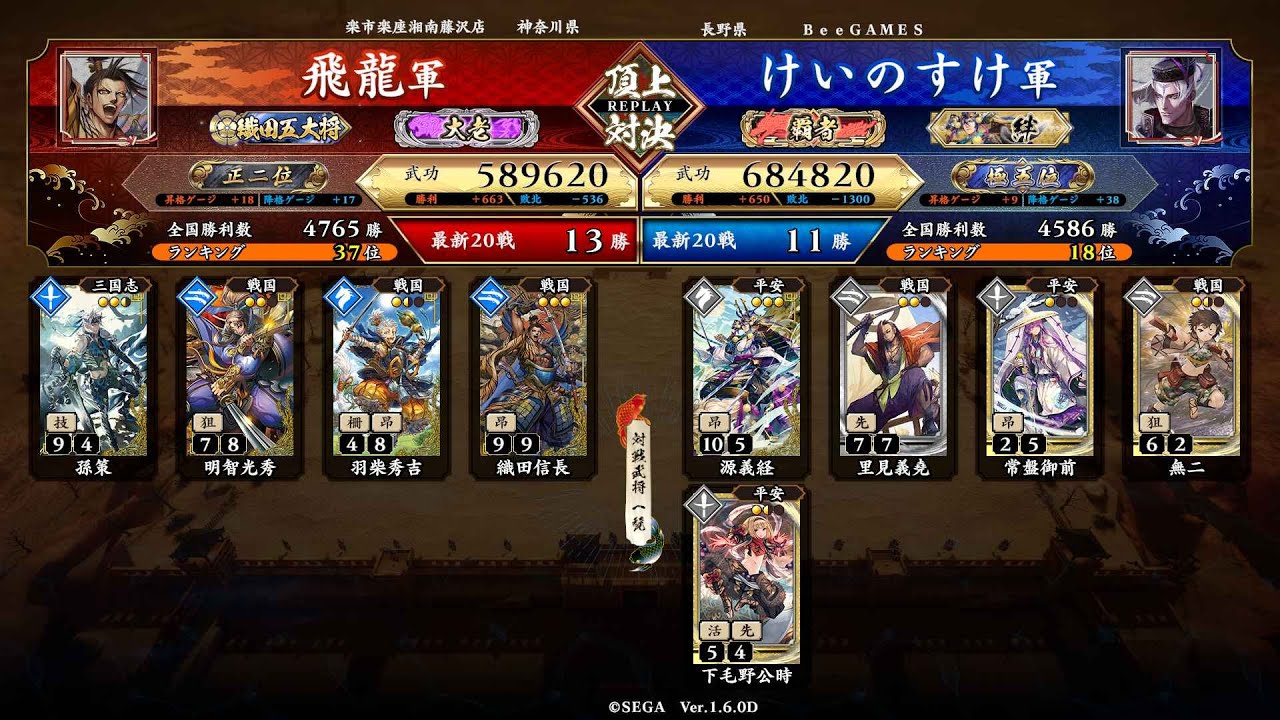 楽市楽座湘南藤沢店 神奈川県
長野県 BeeGAMES
飛龍軍
頂上
REPLAY
対決
けいのすけ軍
織田五大将
大老
覇者
絆
正二位
武功 589620
武功 684820
極五位
昇格ゲージ +18 降格ゲージ +17
勝利 +663 敗北 -536
勝利 +650 敗北 -1300
昇格ゲージ +9 降格ゲージ +38
全国勝利数 4765勝
最新20戦 13勝
最新20戦 11勝
全国勝利数 4586勝
ランキング 37位
ランキング 18位
三国志
戦国
戦国
戦国
平安
戦国
平安
戦国
技
狙
柵 昂
昂
昂
先
昂
狙
9 4
7 8
4 8
9 9
10 5
7 7
2 5
6 2
孫策
明智光秀
羽柴秀吉
織田信長
源義経
里見義堯
常盤御前
無二
対戦武将一覧
平安
活 先
5 4
下毛野公時
©SEGA Ver.1.6.0D